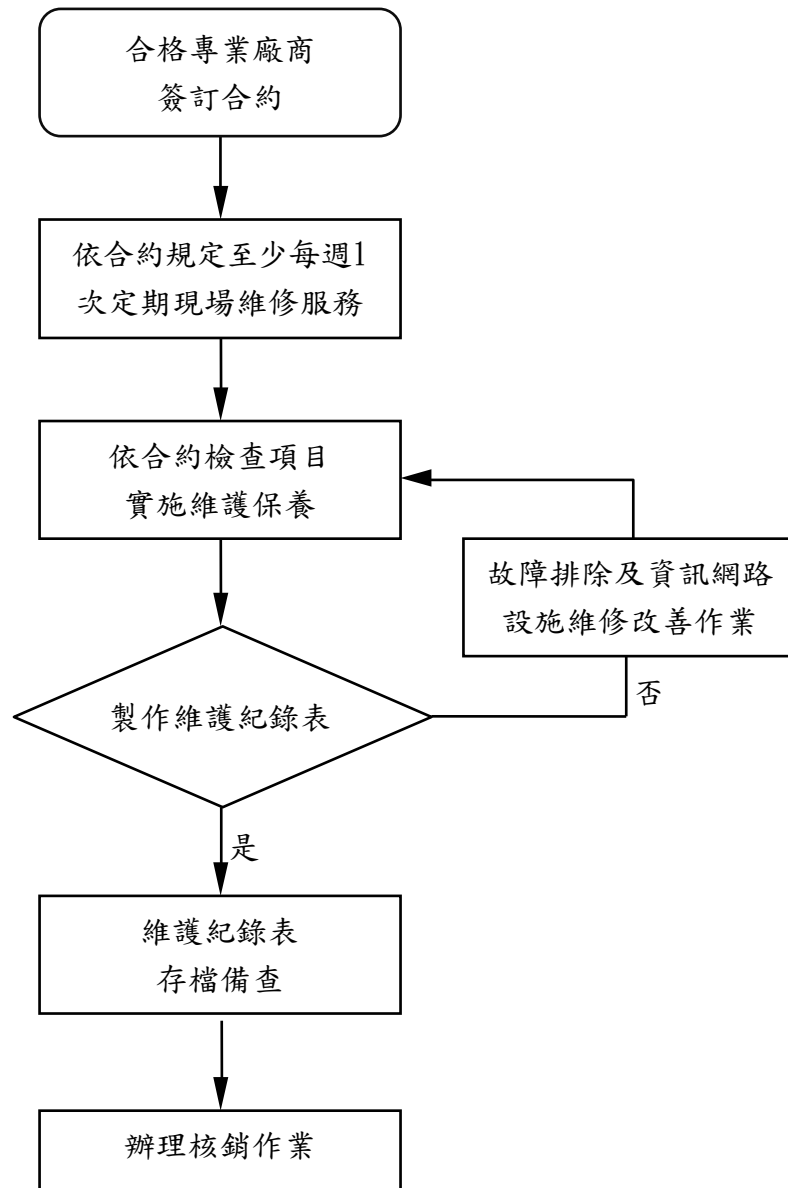 合格專業廠商
簽訂合約
依合約規定至少每週1
次定期現場維修服務
依合約檢查項目
實施維護保養
故障排除及資訊網路
設施維修改善作業
否
製作維護紀錄表
是
維護紀錄表
存檔備查
辦理核銷作業